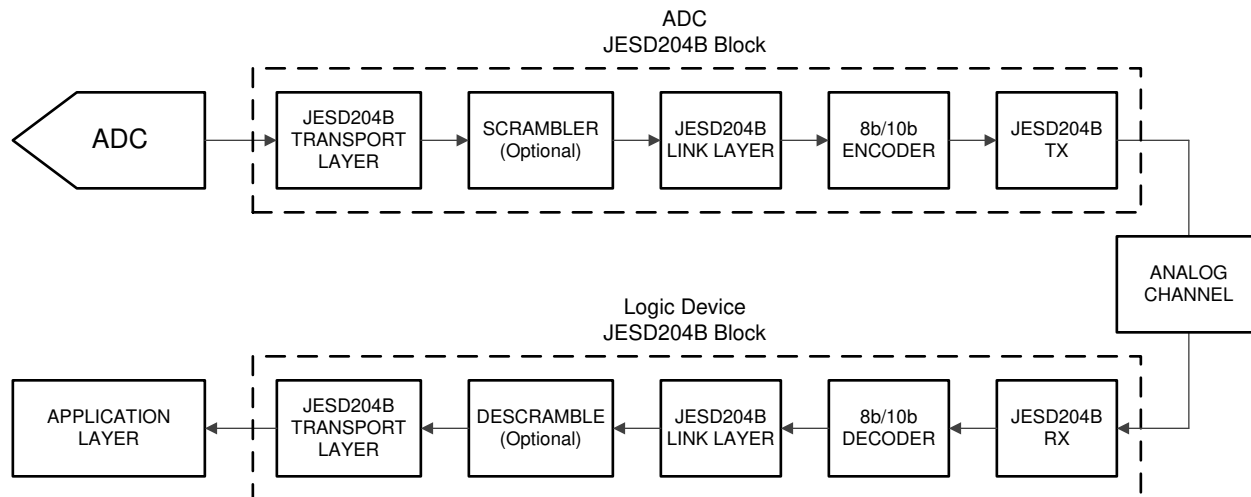 ADC
JESD204B Block
ADC
JESD204B
TRANSPORT
LAYER
SCRAMBLER
(Optional)
JESD204B
LINK LAYER
8b/10b
ENCODER
JESD204B
TX
ANALOG
CHANNEL
Logic Device
JESD204B Block
APPLICATION
LAYER
JESD204B
TRANSPORT
LAYER
DESCRAMBLE
(Optional)
JESD204B
LINK LAYER
8b/10b
DECODER
JESD204B
RX